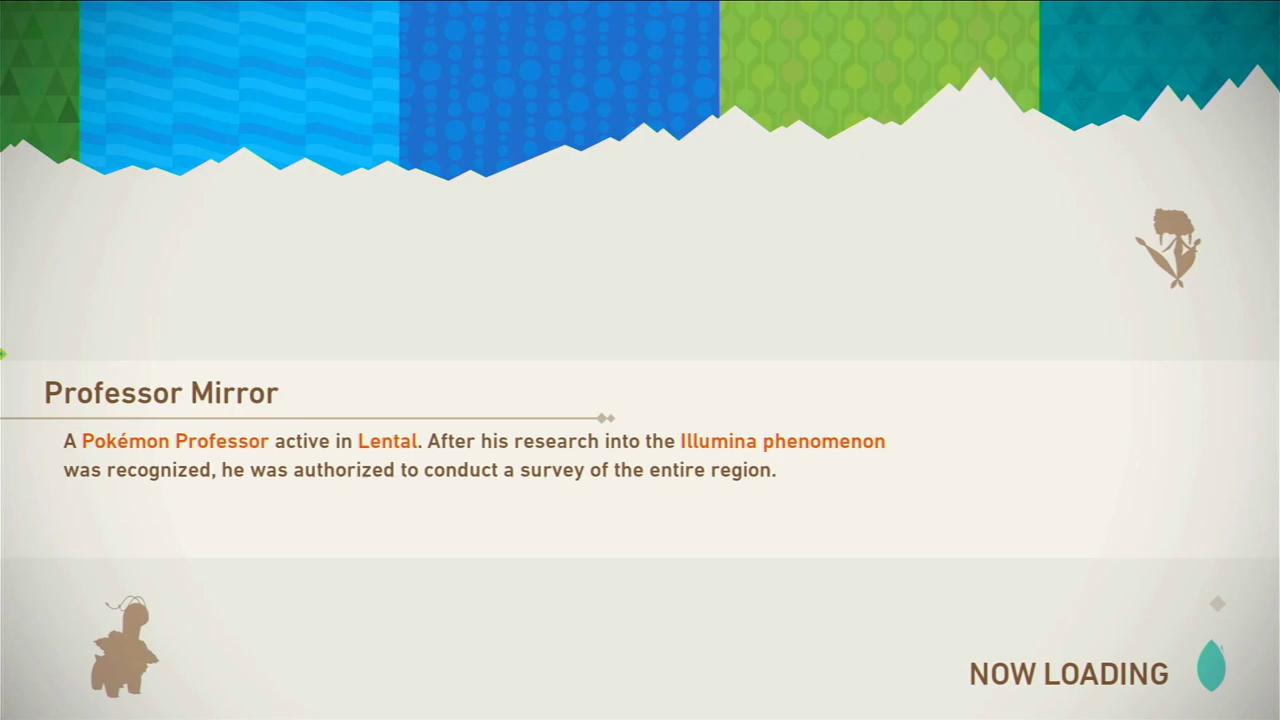 Professor Mirror
A Pokémon Professor active in Lental. After his research into the Illumina phenomenon
was recognized, he was authorized to conduct a survey of the entire region.
NOW LOADING